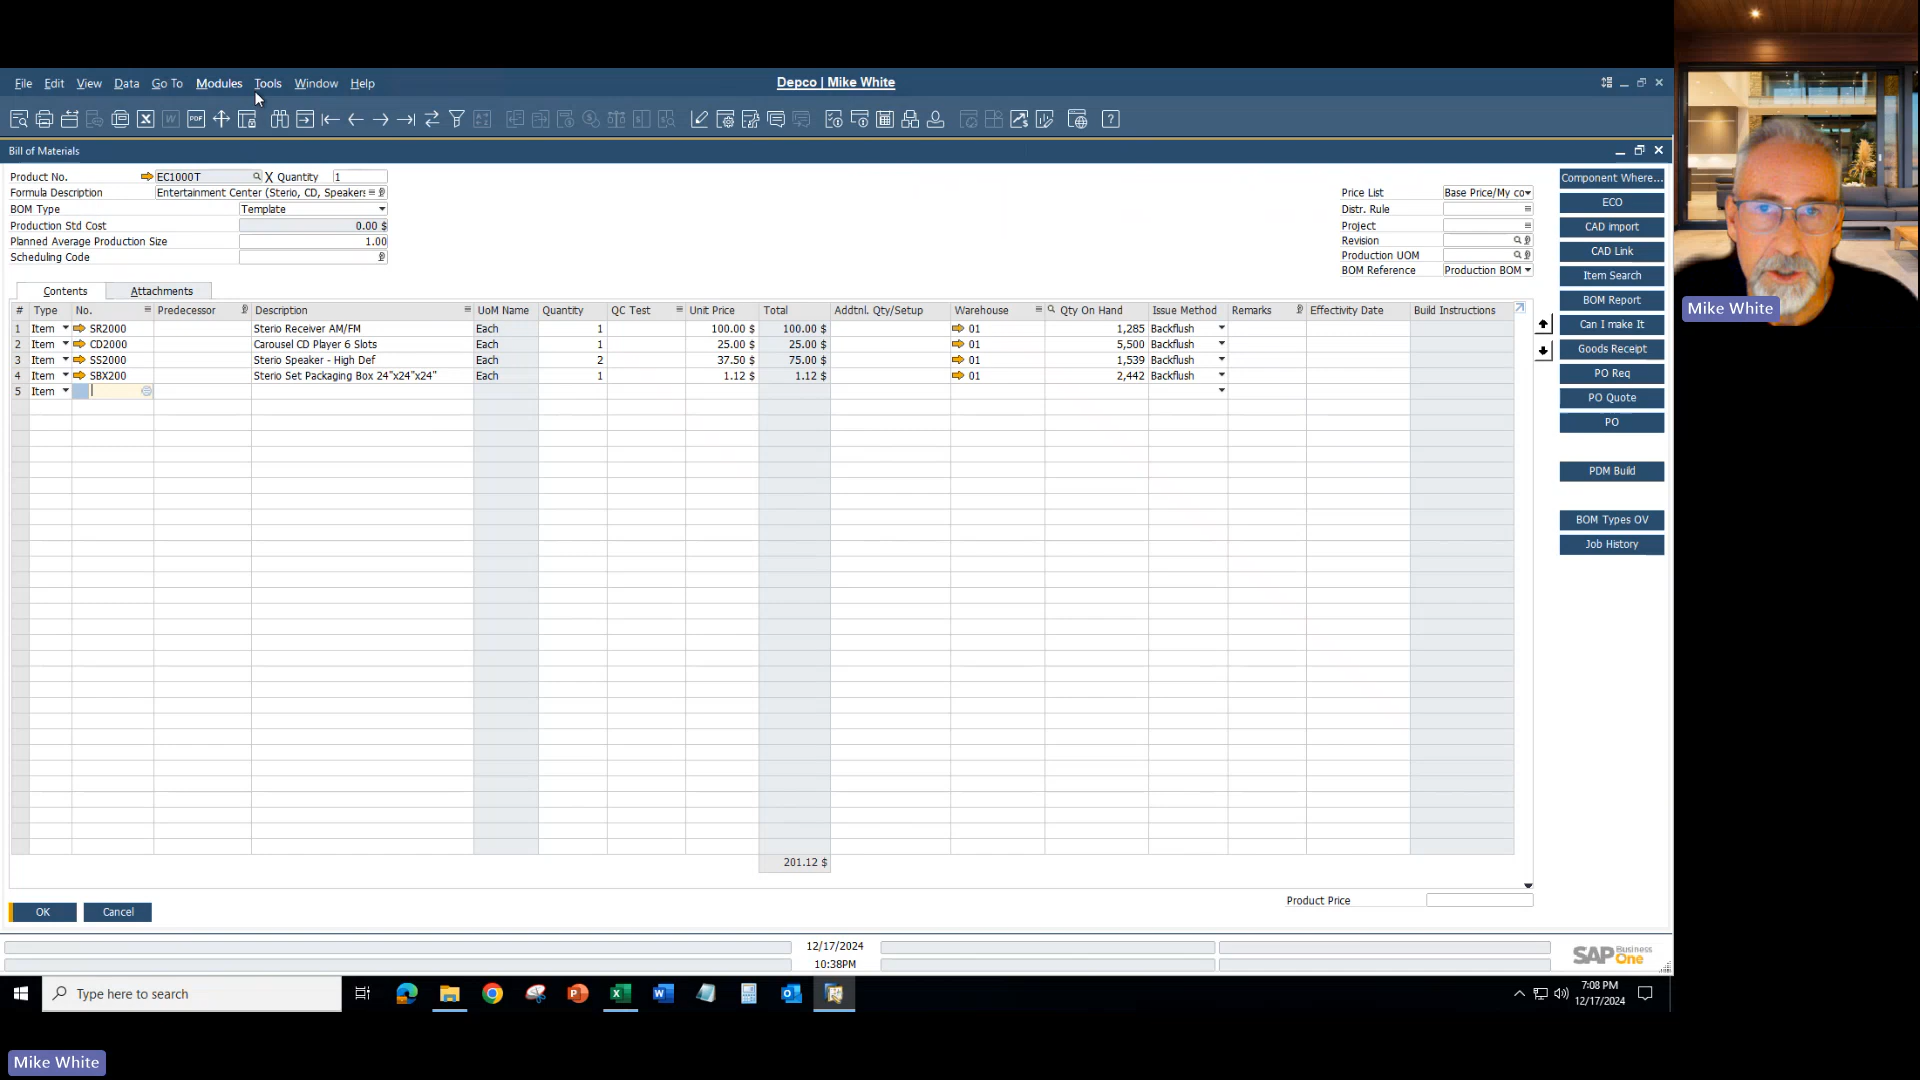 File Edit View Data Go To Modules Tools Window Help
Depco | Mike White
Bill of Materials
Product No. EC1000T X Quantity 1
Formula Description Entertainment Center (Sterio, CD, Speakers
BOM Type Template
Production Std Cost 0.00 $
Planned Average Production Size 1.00
Scheduling Code
Price List Base Price/My co
Distr. Rule
Project
Revision
Production UOM
BOM Reference Production BOM
Contents Attachments
# Type No. Predecessor Description UoM Name Quantity QC Test Unit Price Total Addtnl. Qty/Setup Warehouse Qty On Hand Issue Method Remarks Effectivity Date Build Instructions
1 Item SR2000 Sterio Receiver AM/FM Each 1 100.00 $ 100.00 $ 01 1,285 Backflush
2 Item CD2000 Carousel CD Player 6 Slots Each 1 25.00 $ 25.00 $ 01 5,500 Backflush
3 Item SS2000 Sterio Speaker - High Def Each 2 37.50 $ 75.00 $ 01 1,539 Backflush
4 Item SBX200 Sterio Set Packaging Box 24"x24"x24" Each 1 1.12 $ 1.12 $ 01 2,442 Backflush
5 Item
201.12 $
Product Price
OK Cancel
Component Where...
ECO
CAD import
CAD Link
Item Search
BOM Report
Can I make It
Goods Receipt
PO Req
PO Quote
PO
PDM Build
BOM Types OV
Job History
12/17/2024
10:38PM
SAP Business One
Type here to search
7:08 PM
12/17/2024
Mike White
Mike White